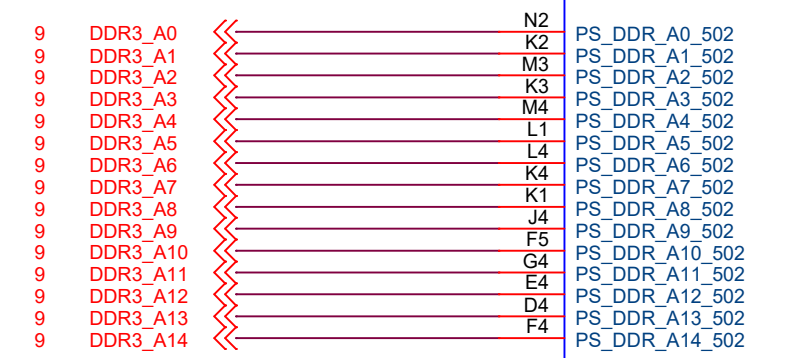 9 DDR3_A0 N2 PS_DDR_A0_502
9 DDR3_A1 K2 PS_DDR_A1_502
9 DDR3_A2 M3 PS_DDR_A2_502
9 DDR3_A3 K3 PS_DDR_A3_502
9 DDR3_A4 M4 PS_DDR_A4_502
9 DDR3_A5 L1 PS_DDR_A5_502
9 DDR3_A6 L4 PS_DDR_A6_502
9 DDR3_A7 K4 PS_DDR_A7_502
9 DDR3_A8 K1 PS_DDR_A8_502
9 DDR3_A9 J4 PS_DDR_A9_502
9 DDR3_A10 F5 PS_DDR_A10_502
9 DDR3_A11 G4 PS_DDR_A11_502
9 DDR3_A12 E4 PS_DDR_A12_502
9 DDR3_A13 D4 PS_DDR_A13_502
9 DDR3_A14 F4 PS_DDR_A14_502